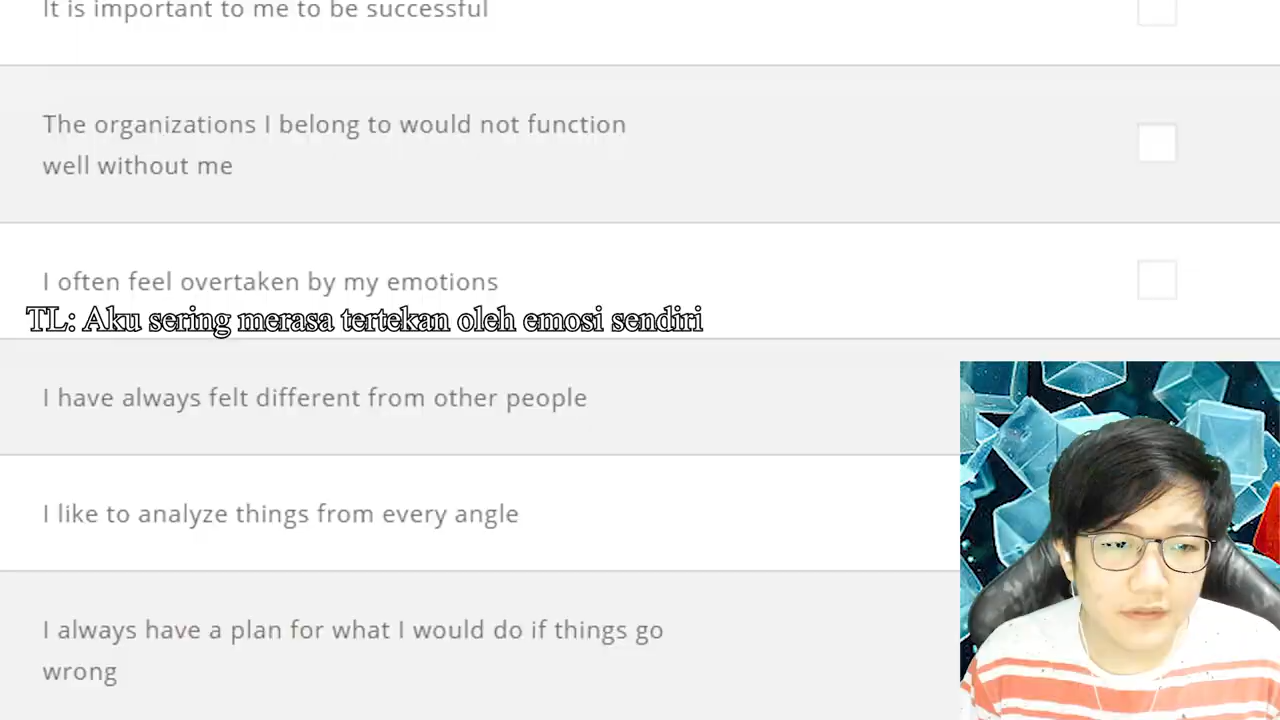 It is important to me to be successful
The organizations I belong to would not function
well without me
I often feel overtaken by my emotions
TL: Aku sering merasa tertekan oleh emosi sendiri
I have always felt different from other people
I like to analyze things from every angle
I always have a plan for what I would do if things go
wrong